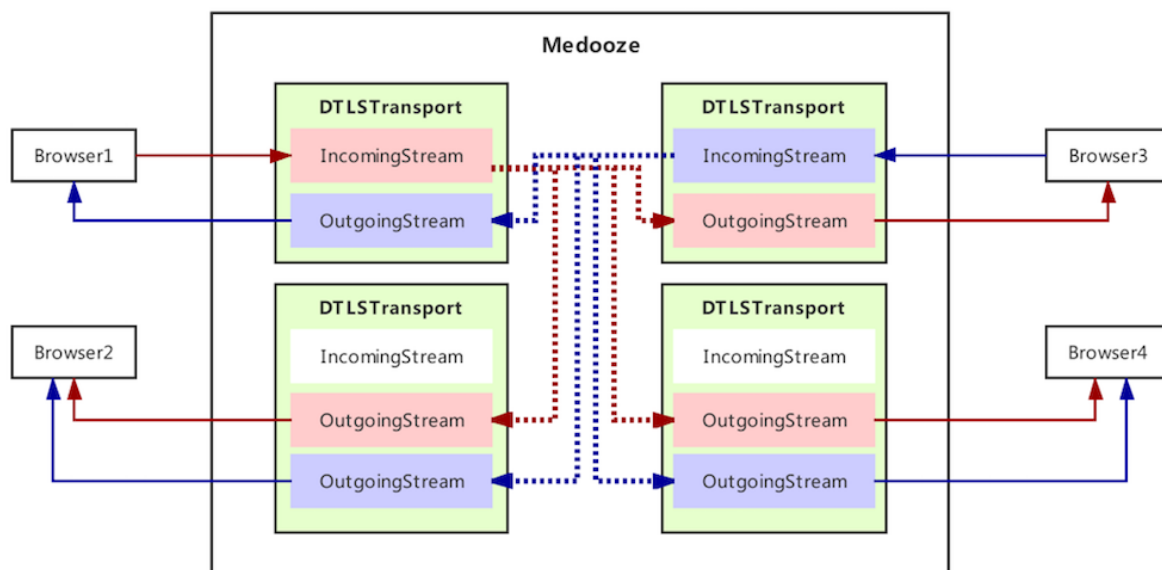 Medooze
DTLSTransport
DTLSTransport
Browser1
IncomingStream
IncomingStream
Browser3
OutgoingStream
OutgoingStream
DTLSTransport
DTLSTransport
Browser2
IncomingStream
IncomingStream
Browser4
OutgoingStream
OutgoingStream
OutgoingStream
OutgoingStream